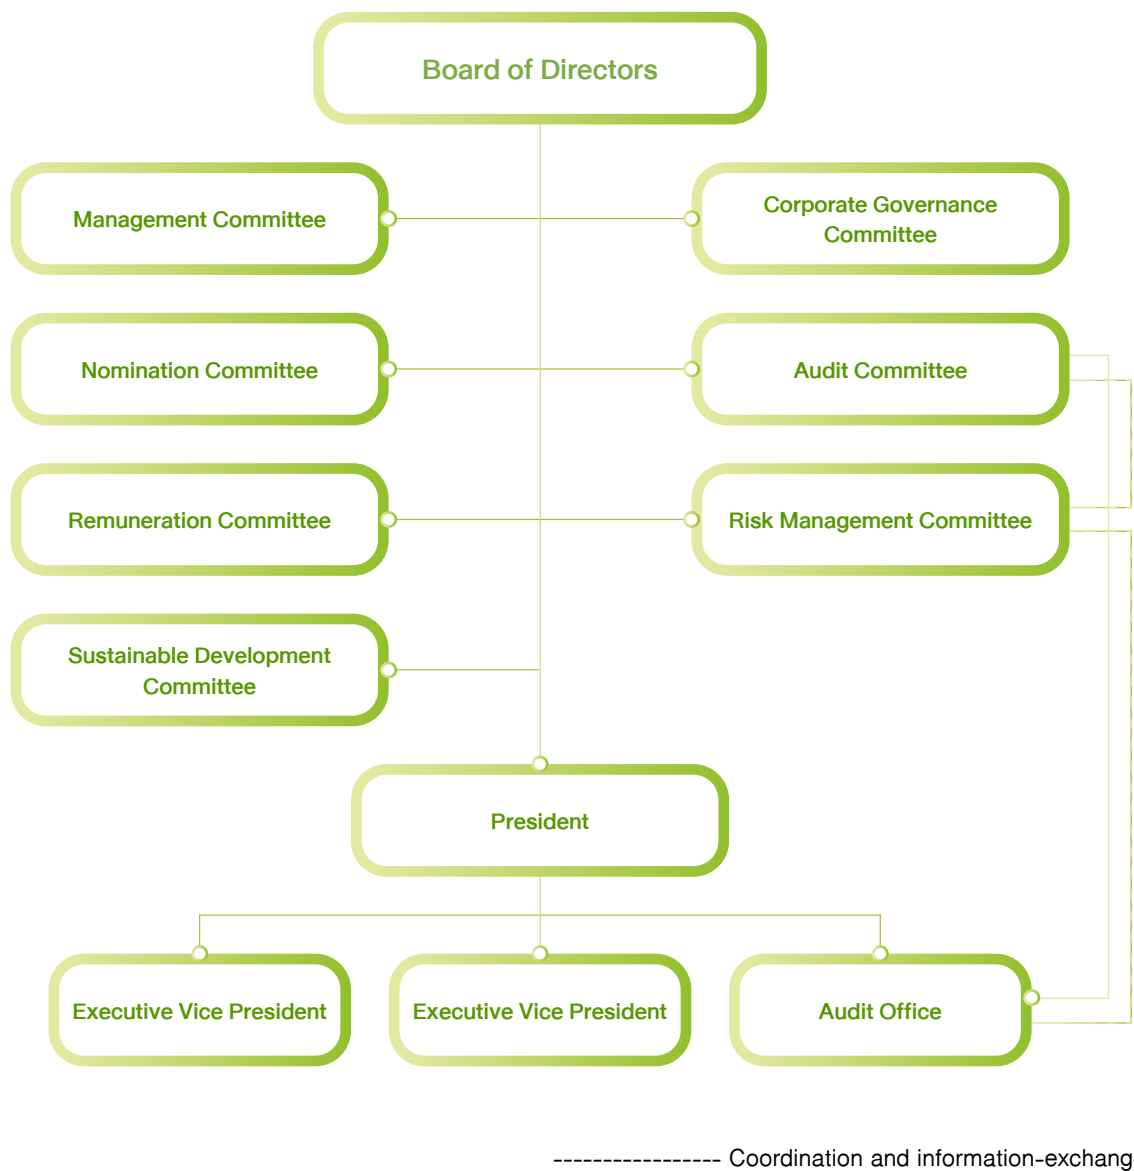 Board of Directors
Management Committee
Corporate Governance
Committee
Nomination Committee
Audit Committee
Remuneration Committee
Risk Management Committee
Sustainable Development
Committee
President
Executive Vice President
Executive Vice President
Audit Office
----------------- Coordination and information-exchang